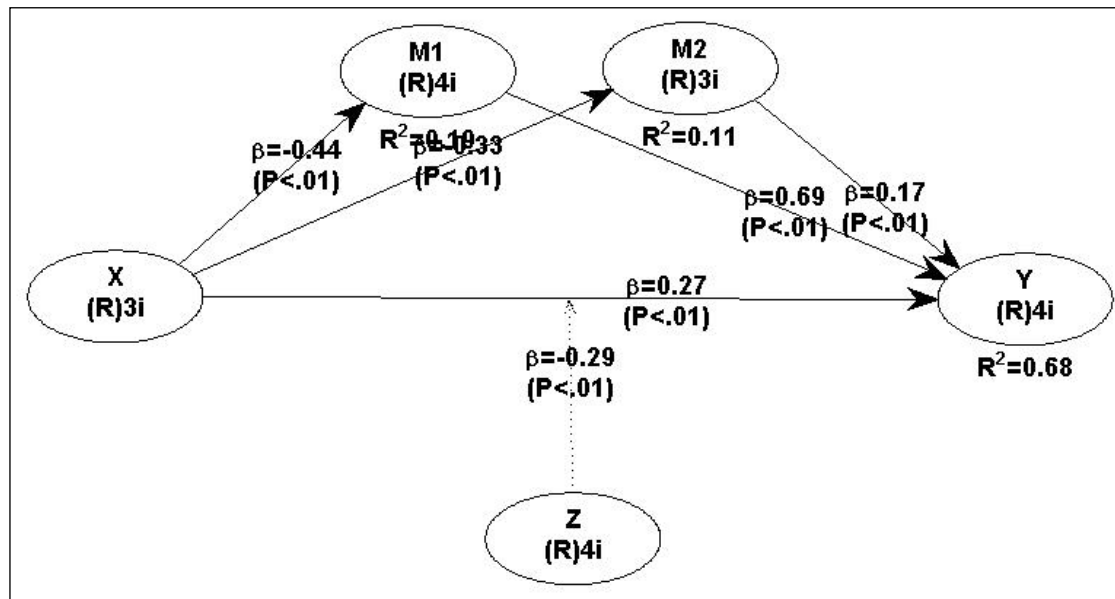 M1
(R)4i
M2
(R)3i
β=-0.44
(P<.01)
R²=0.19
β=-0.33
(P<.01)
R²=0.11
β=0.69
(P<.01)
β=0.17
(P<.01)
X
(R)3i
β=0.27
(P<.01)
Y
(R)4i
R²=0.68
β=-0.29
(P<.01)
Z
(R)4i